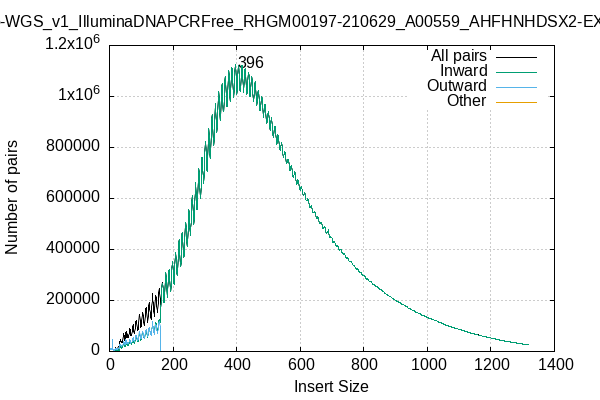 -WGS_v1_IlluminaDNAPCRFree_RHGM00197-210629_A00559_AHFHNHDSX2-EX
1.2x10⁶
1x10⁶
800000
600000
400000
200000
0
Number of pairs
396
All pairs
Inward
Outward
Other
0 200 400 600 800 1000 1200 1400
Insert Size